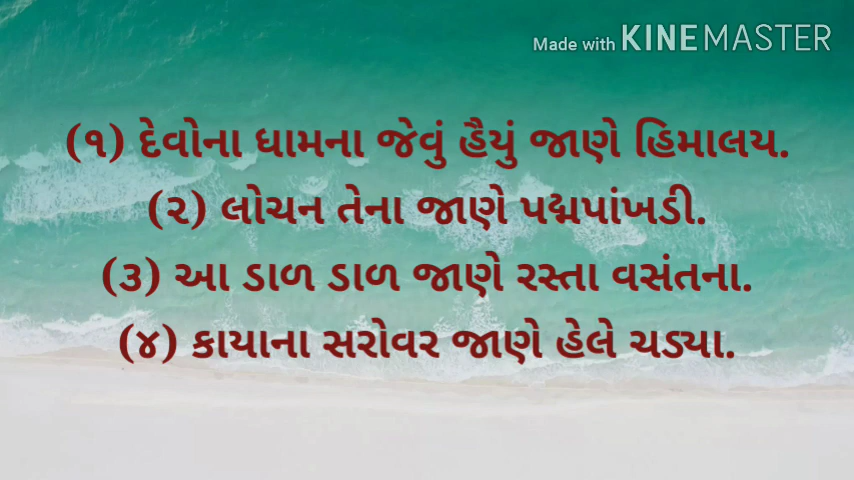 Made with KINEMASTER
(૧) દેવોના ધામના જેવું હૈયું જાણે હિમાલય.
(૨) લોચન તેના જાણે પદ્મપાંખડી.
(૩) આ ડાળ ડાળ જાણે રસ્તા વસંતના.
(૪) કાયાના સરોવર જાણે હેલે ચડ્યા.